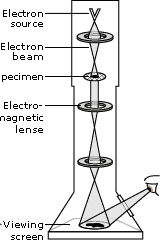 Electron
source
Electron
beam
pecimen
Electro-
magnetic
lense
Viewing
screen